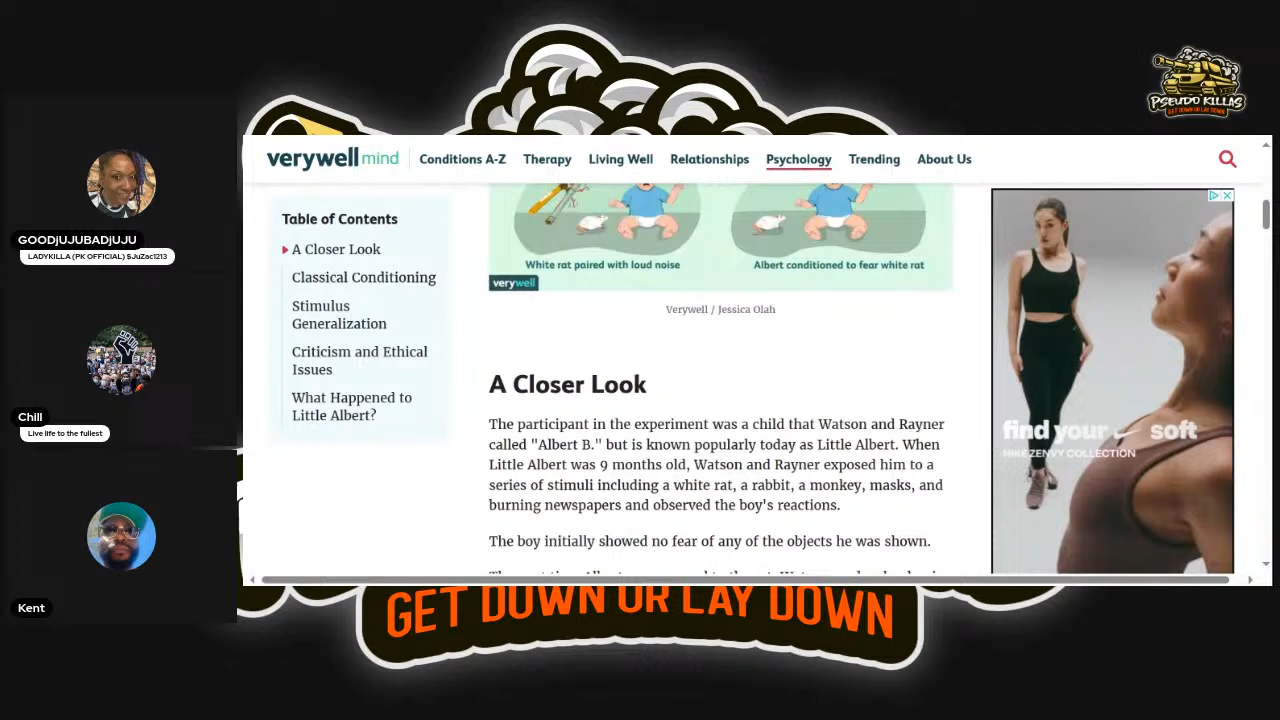 PSEUDO KILLAS
GET DOWN OR LAY DOWN
verywell mind
Conditions A-Z
Therapy
Living Well
Relationships
Psychology
Trending
About Us
Table of Contents
A Closer Look
Classical Conditioning
Stimulus
Generalization
Criticism and Ethical
Issues
What Happened to
Little Albert?
White rat paired with loud noise
Albert conditioned to fear white rat
verywell
Verywell / Jessica Olah
A Closer Look
The participant in the experiment was a child that Watson and Rayner
called "Albert B." but is known popularly today as Little Albert. When
Little Albert was 9 months old, Watson and Rayner exposed him to a
series of stimuli including a white rat, a rabbit, a monkey, masks, and
burning newspapers and observed the boy's reactions.
The boy initially showed no fear of any of the objects he was shown.
find your soft
NIKE ZENVY COLLECTION
GOODjUJUBADjUJU
LADYKILLA (PK OFFICIAL) $JuZac1213
Chill
Live life to the fullest
Kent
GET DOWN OR LAY DOWN